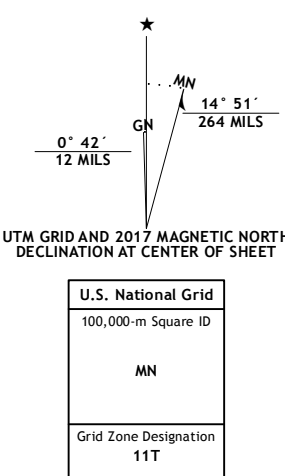 ★
MN
GN
14° 51´
264 MILS
0° 42´
12 MILS
UTM GRID AND 2017 MAGNETIC NORTH
DECLINATION AT CENTER OF SHEET
U.S. National Grid
100,000-m Square ID
MN
Grid Zone Designation
11T